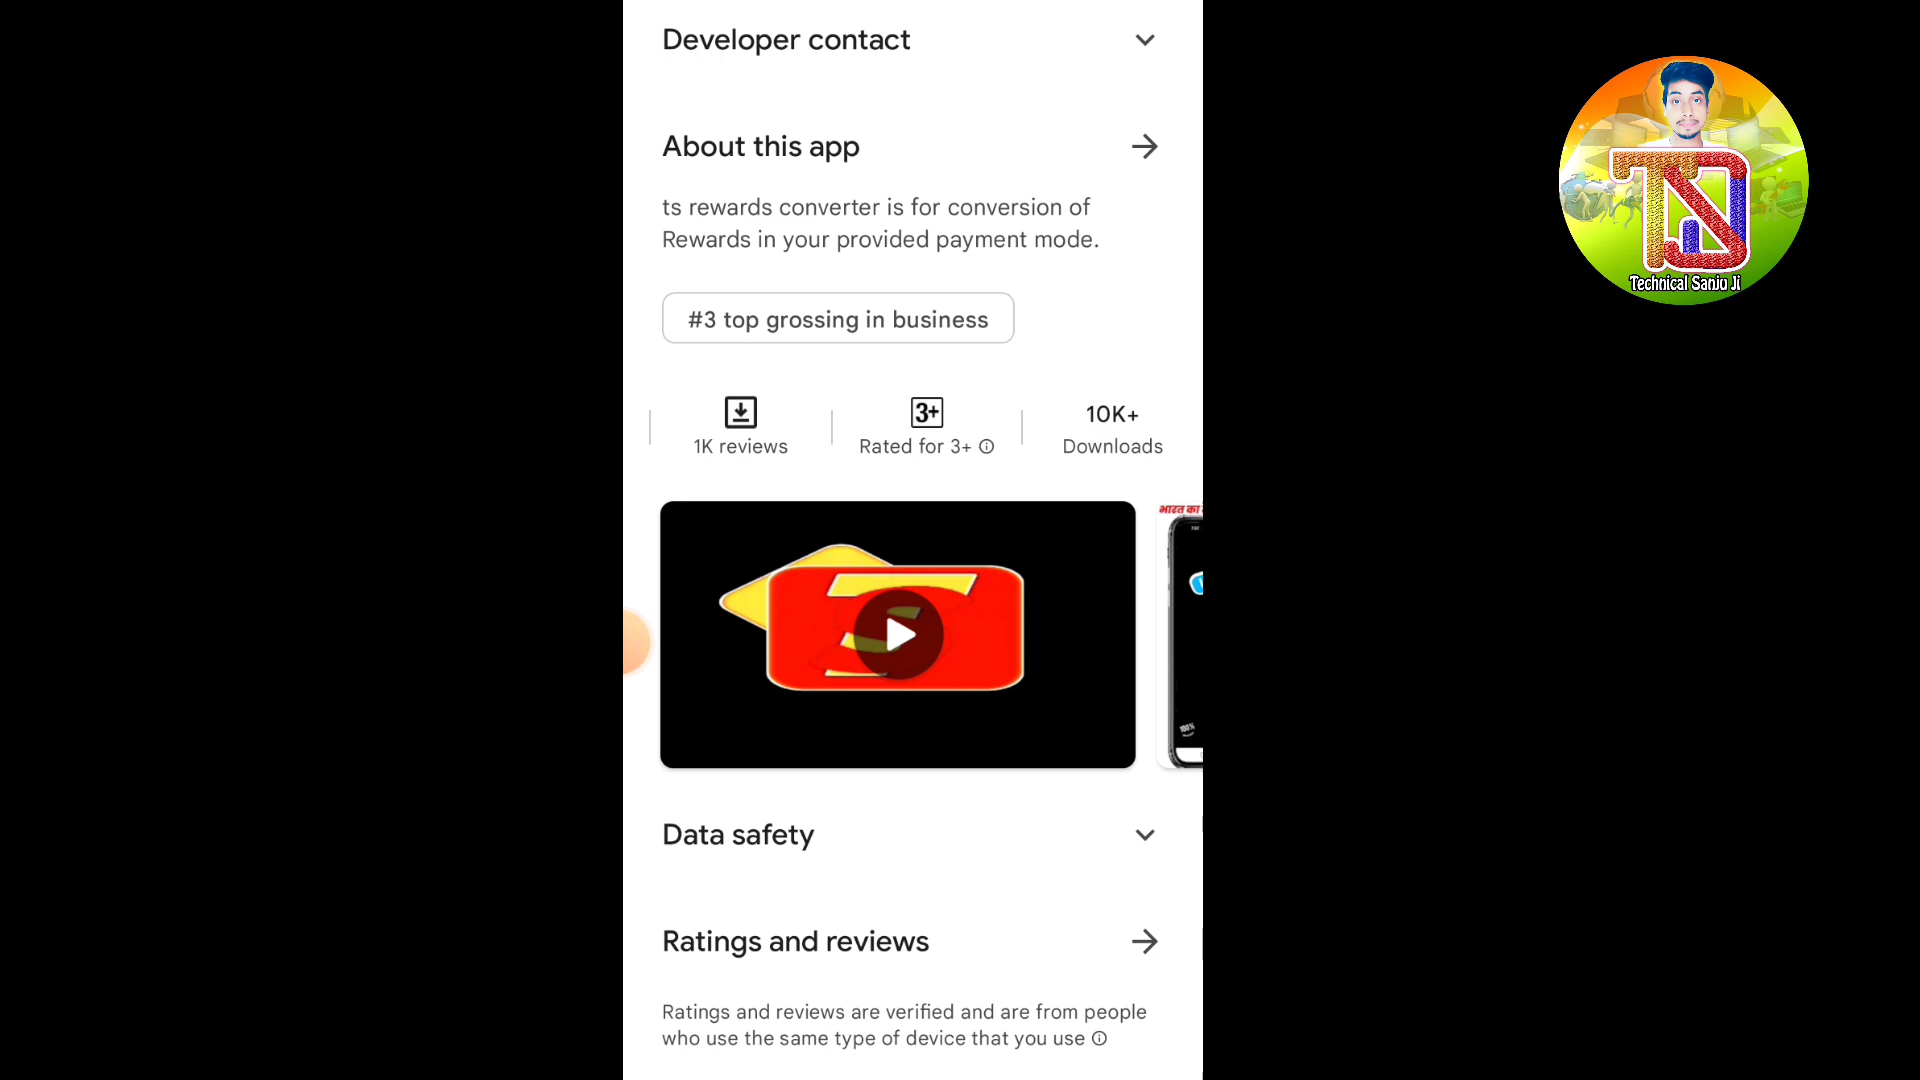 Developer contact
About this app
ts rewards converter is for conversion of
Rewards in your provided payment mode.
#3 top grossing in business
3+
10K+
1K reviews
Rated for 3+
Downloads
भारत का
100%
Data safety
Ratings and reviews
Ratings and reviews are verified and are from people
who use the same type of device that you use
TSJ
Technical Sanju Ji